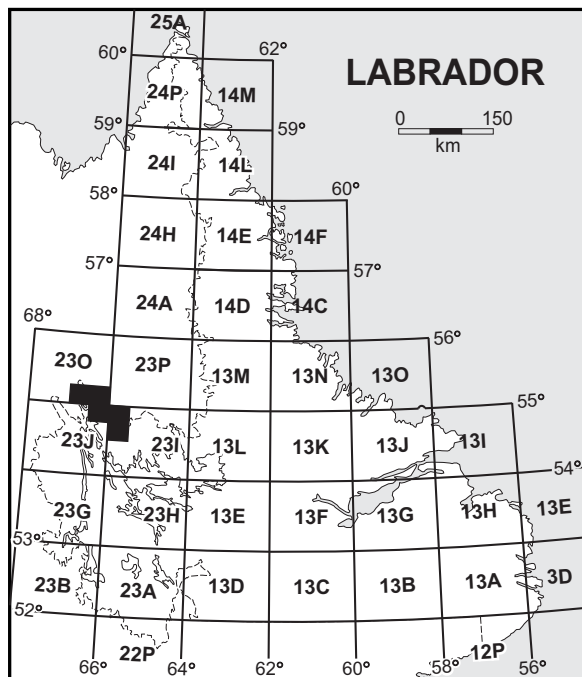 25A
60° 62°
LABRADOR
24P 14M
0 150
km
59° 59°
24I 14L
58° 60°
24H 14E 14F
57° 57°
24A 14D 14C
68° 56°
23O 23P 13M 13N 13O
55°
23J 23I 13L 13K 13J 13I
54°
23G 23H 13E 13F 13G 13H 13E
53°
23B 23A 13D 13C 13B 13A 3D
52°
22P 12P
66° 64° 62° 60° 58° 56°